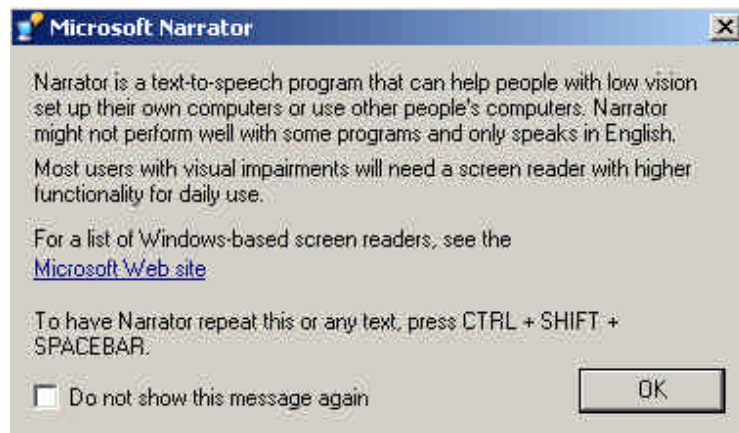 Microsoft Narrator
Narrator is a text-to-speech program that can help people with low vision
set up their own computers or use other people's computers. Narrator
might not perform well with some programs and only speaks in English.
Most users with visual impairments will need a screen reader with higher
functionality for daily use.
For a list of Windows-based screen readers, see the
Microsoft Web site
To have Narrator repeat this or any text, press CTRL + SHIFT +
SPACEBAR.
Do not show this message again
OK